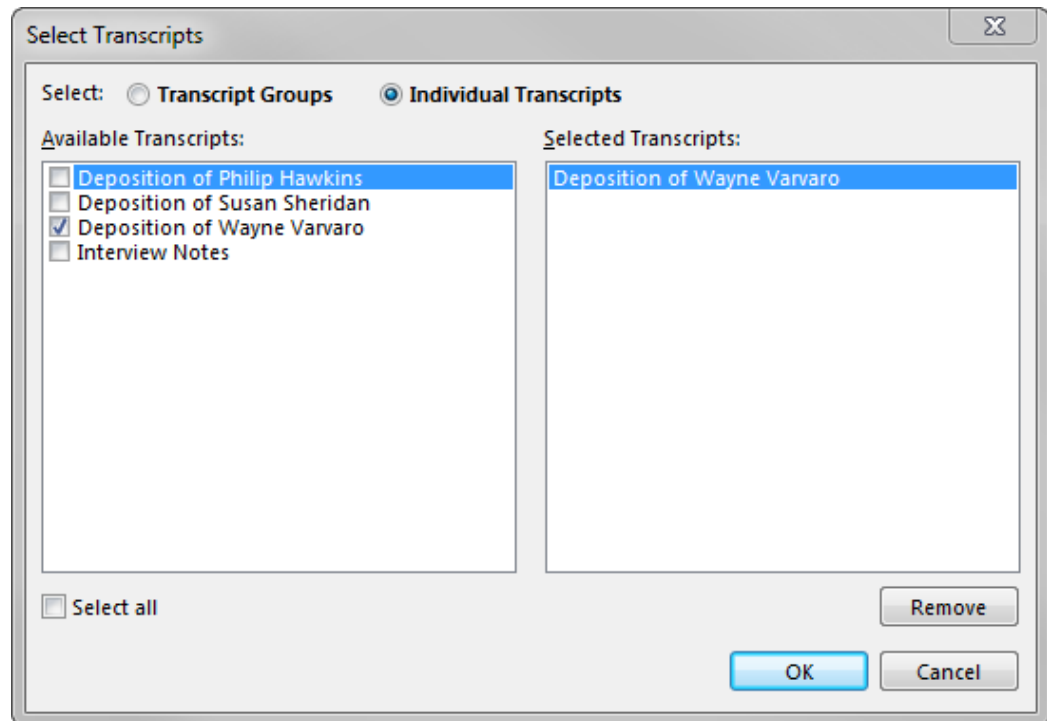 Select Transcripts
Select: Transcript Groups Individual Transcripts
Available Transcripts: Selected Transcripts:
Deposition of Philip Hawkins Deposition of Wayne Varvaro
Deposition of Susan Sheridan
Deposition of Wayne Varvaro
Interview Notes
Select all Remove
OK Cancel